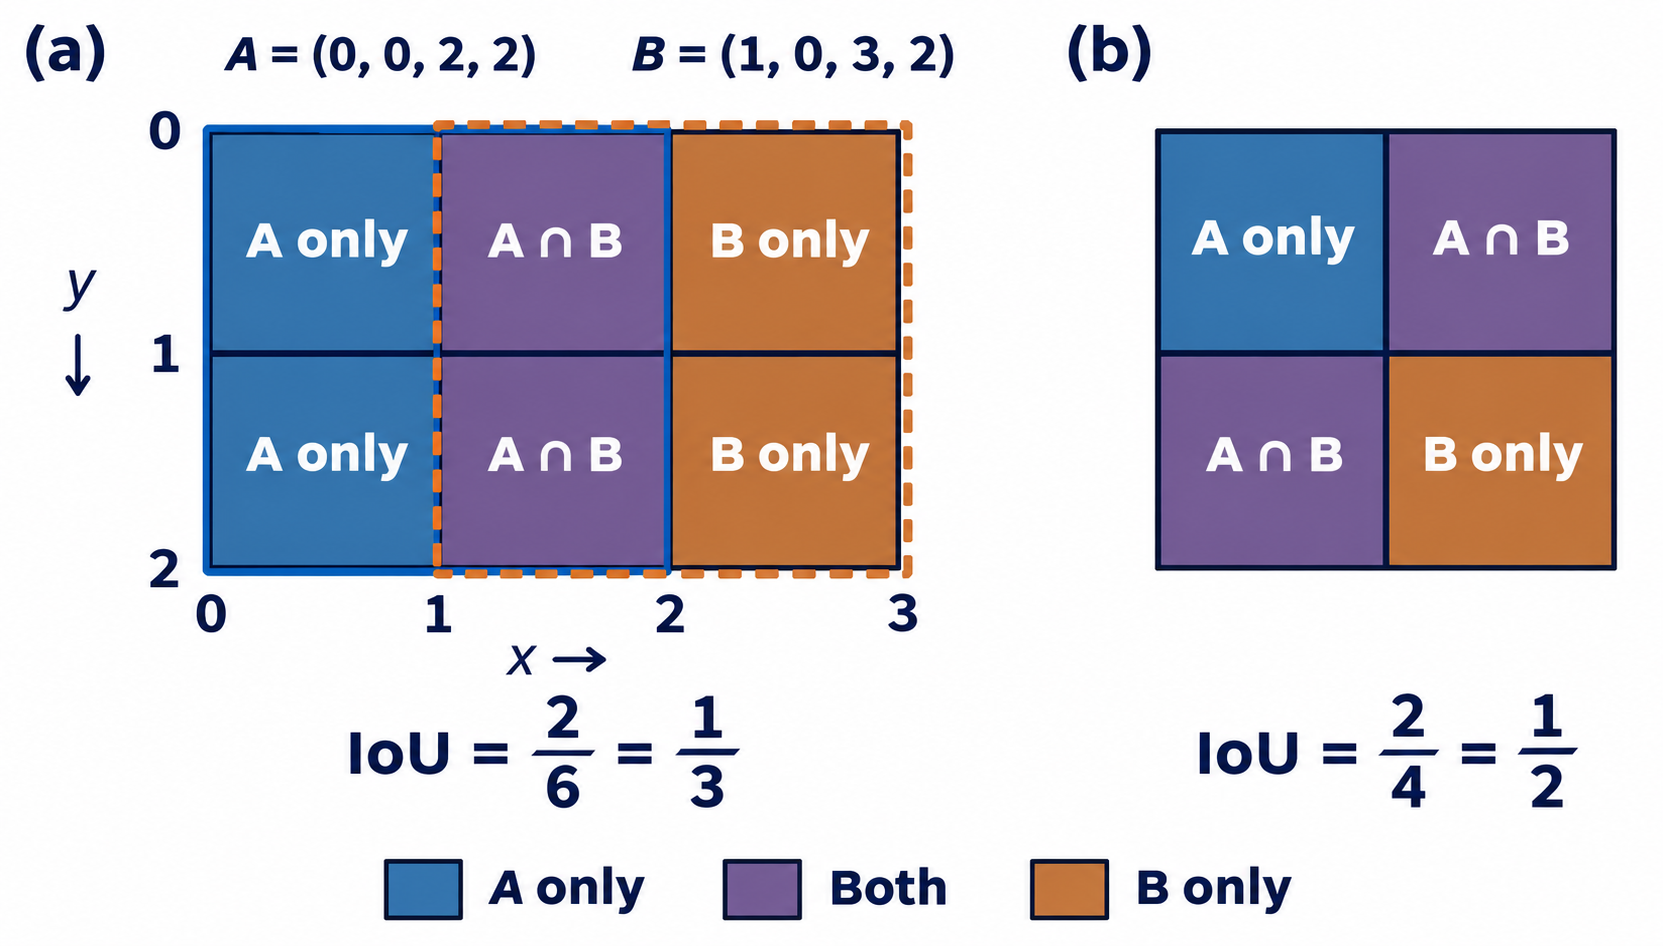 (a)
A = (0, 0, 2, 2)
B = (1, 0, 3, 2)
0
1
2
y
↓
A only
A ∩ B
B only
A only
A ∩ B
B only
0
1
2
3
x →
IoU = 2/6 = 1/3
(b)
A only
A ∩ B
A ∩ B
B only
IoU = 2/4 = 1/2
A only
Both
B only